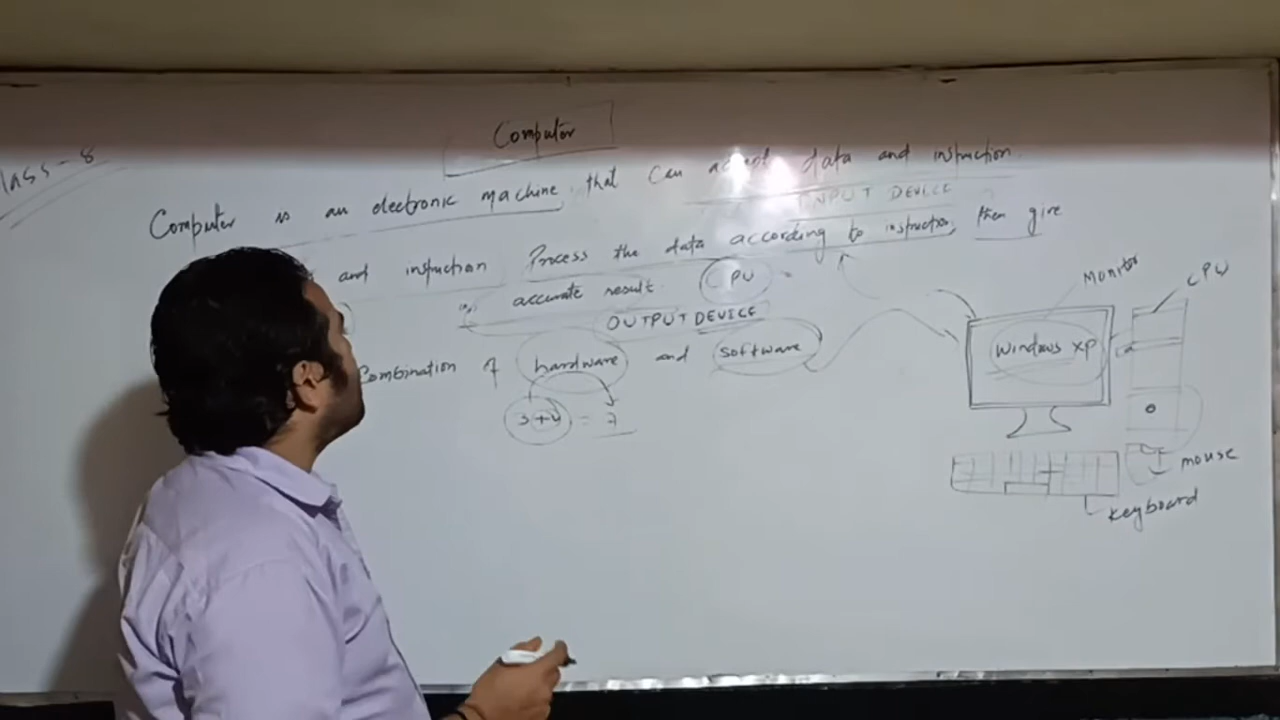 Computer
Class - 8
Computer is an electronic machine that can accept data and instruction
INPUT DEVICE
and instruction Process the data according to instruction, then give
accurate result CPU
OUTPUT DEVICE
Combination of hardware and software
3+4 = 7
Monitor
CPU
Windows XP
mouse
keyboard